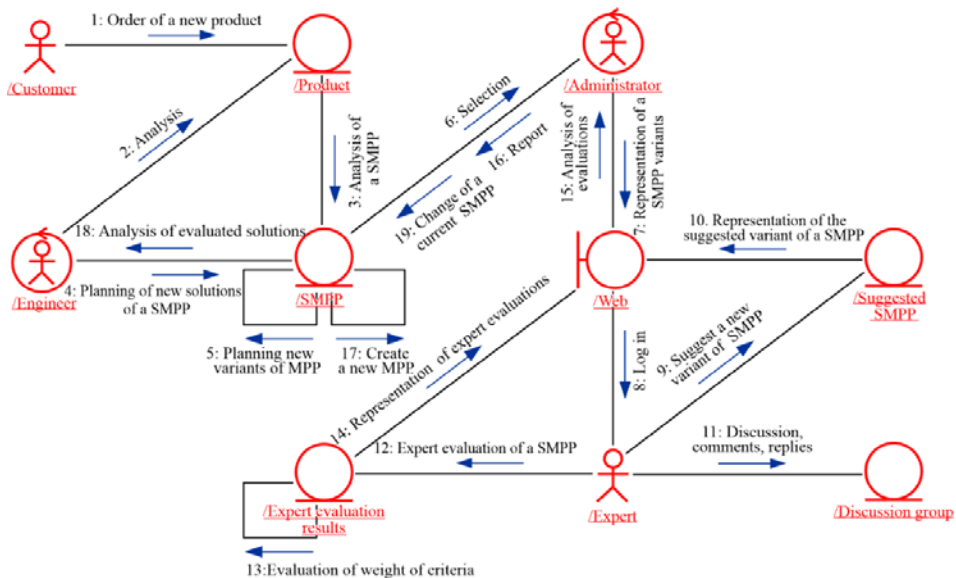 1: Order of a new product
/Customer
/Product
/Administrator
2: Analysis
3: Analysis of
a SMPP
6: Selection
16: Report
19: Change of a
current SMPP
15: Analysis of
evaluations
7: Representation of a
SMPP variants
18: Analysis of evaluated solutions
10. Representation of the
suggested variant of a SMPP
/Engineer
4: Planning of new solutions
of a SMPP
/SMPP
/Web
/Suggested
SMPP
5: Planning new
variants of MPP
17: Create
a new MPP
14: Representation of expert evaluations
8: Log in
9: Suggest a new
variant of SMPP
12: Expert evaluation of a SMPP
11: Discussion,
comments, replies
/Expert evaluation
results
/Expert
/Discussion group
13:Evaluation of weight of criteria